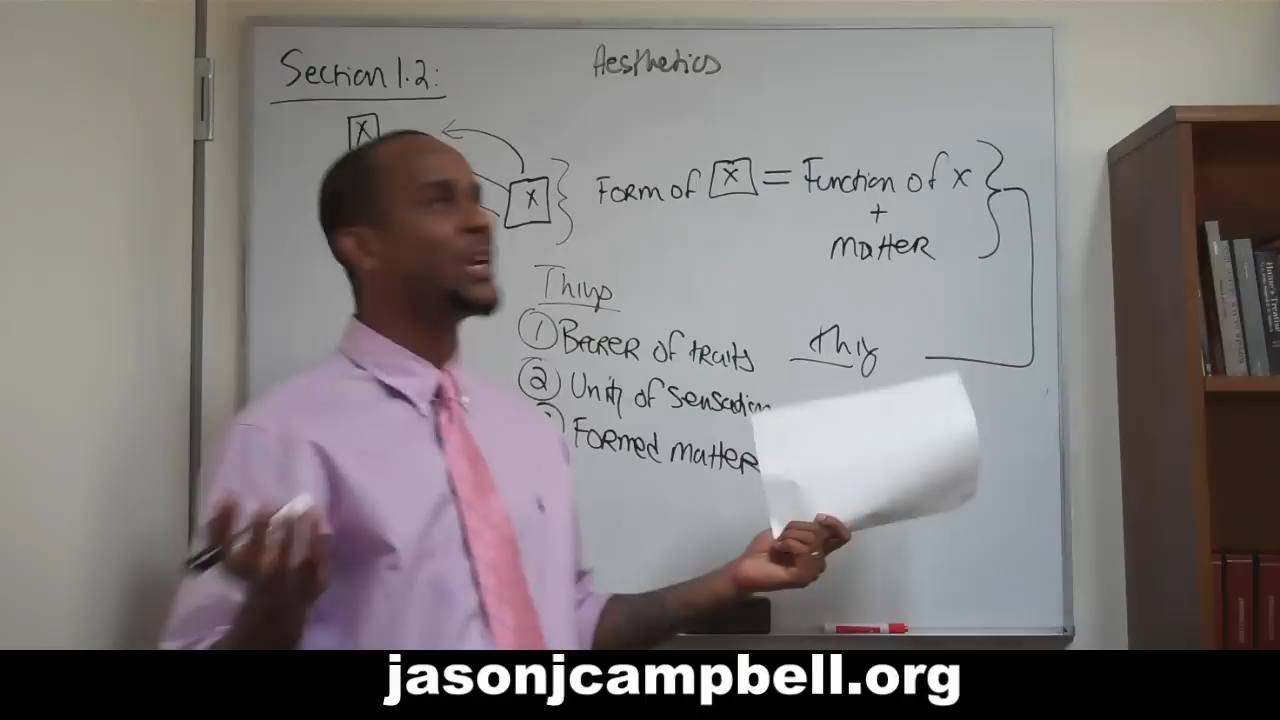 Aesthetics
Section 1.2:
X
X
Form of X = Function of x
+
matter
Things
① Bearer of traits
② Unity of Sensation
Formed matter
thing
jasonjcampbell.org